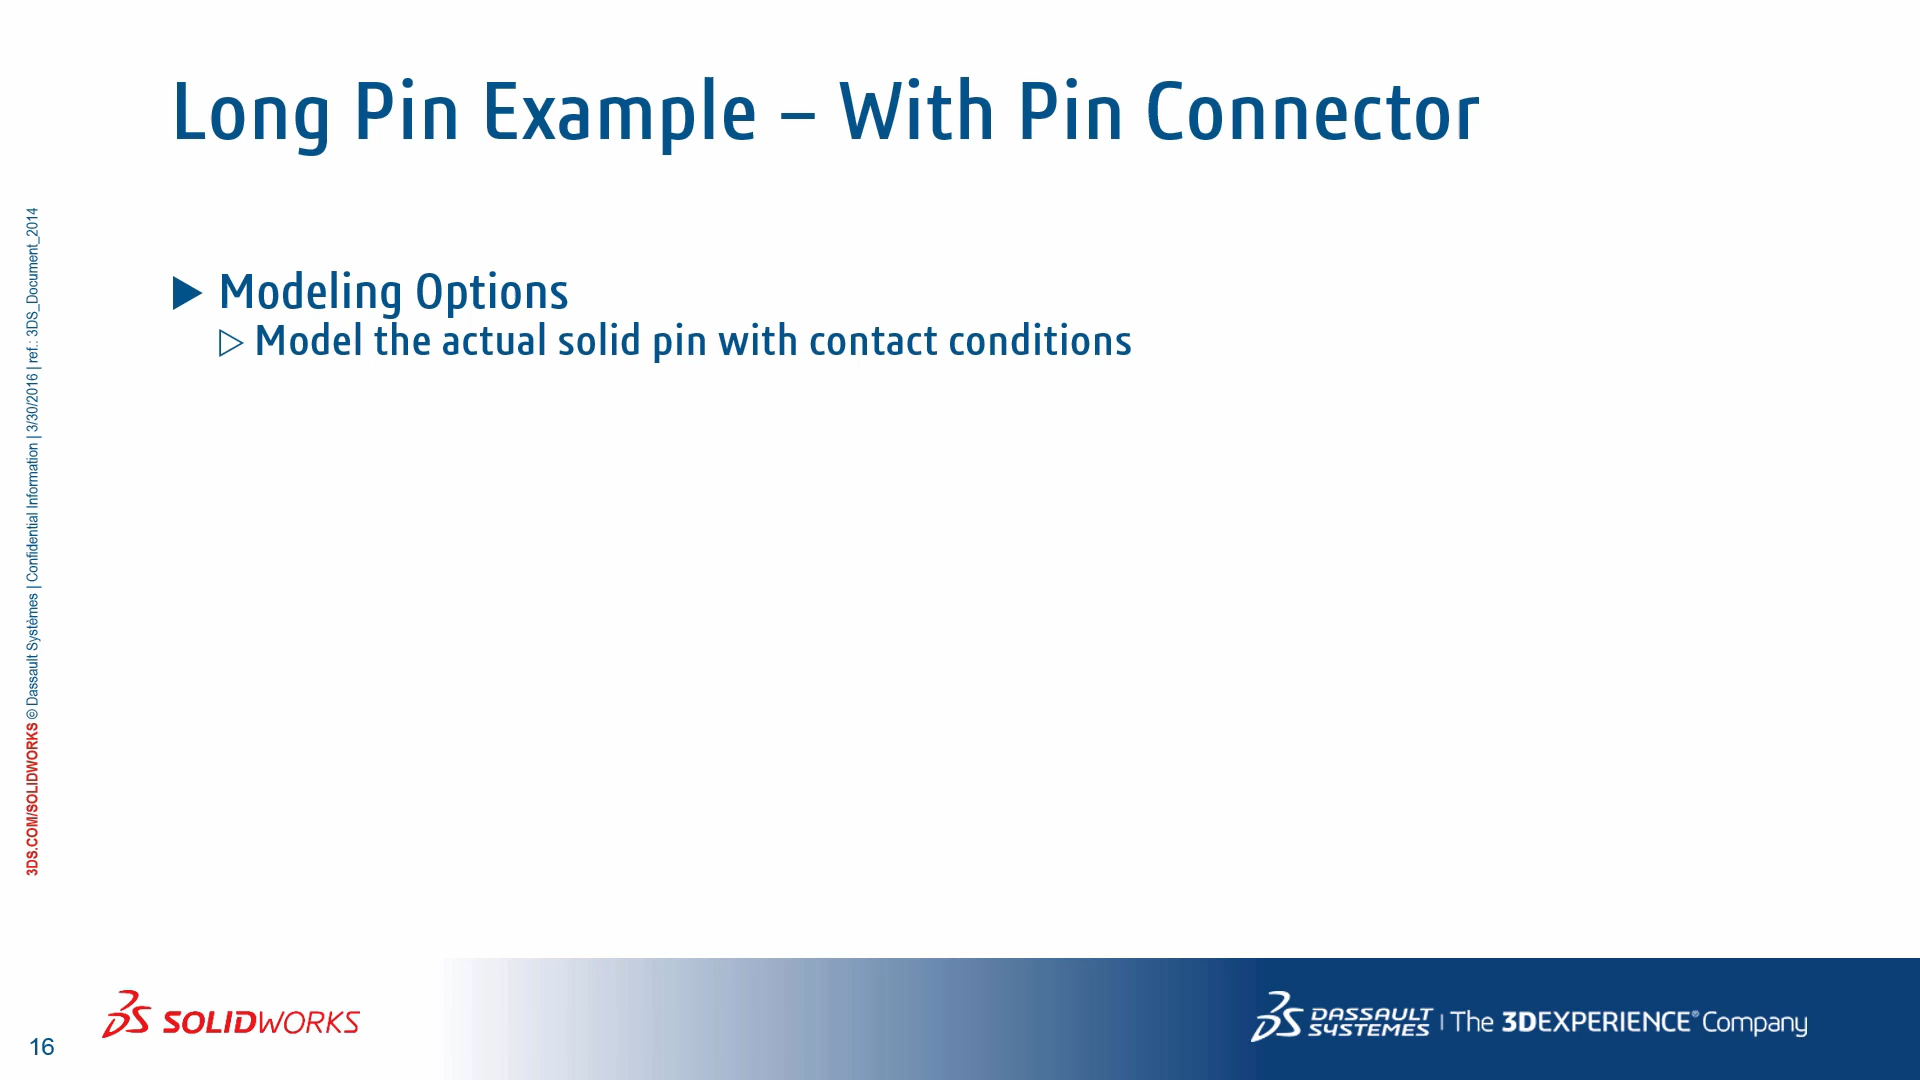 Long Pin Example – With Pin Connector
▶ Modeling Options
▷ Model the actual solid pin with contact conditions
3DS.COM/SOLIDWORKS © Dassault Systèmes | Confidential Information | 3/30/2016 | ref.: 3DS_Document_2014
16
SOLIDWORKS
DASSAULT SYSTEMES | The 3DEXPERIENCE® Company